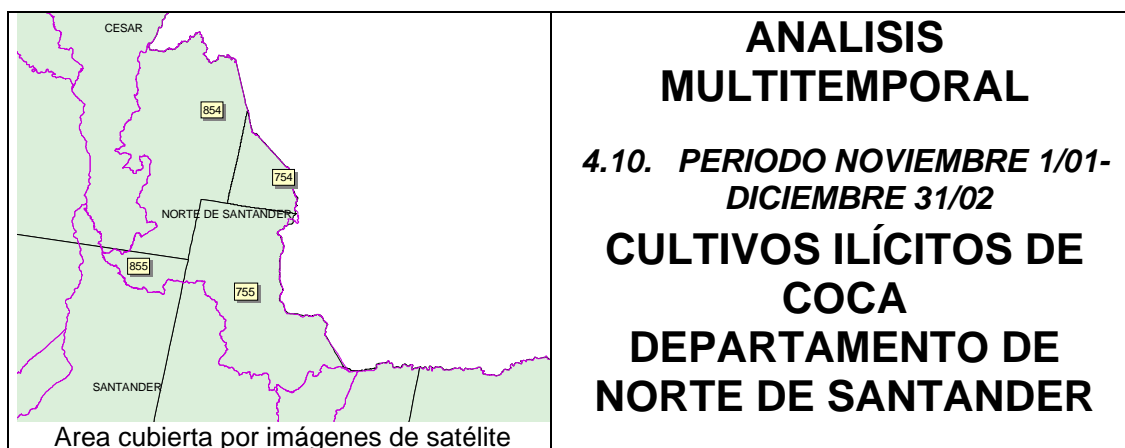 CESAR
854
754
NORTE DE SANTANDER
855
755
SANTANDER
Area cubierta por imágenes de satélite
ANALISIS
MULTITEMPORAL
4.10. PERIODO NOVIEMBRE 1/01-
DICIEMBRE 31/02
CULTIVOS ILÍCITOS DE
COCA
DEPARTAMENTO DE
NORTE DE SANTANDER